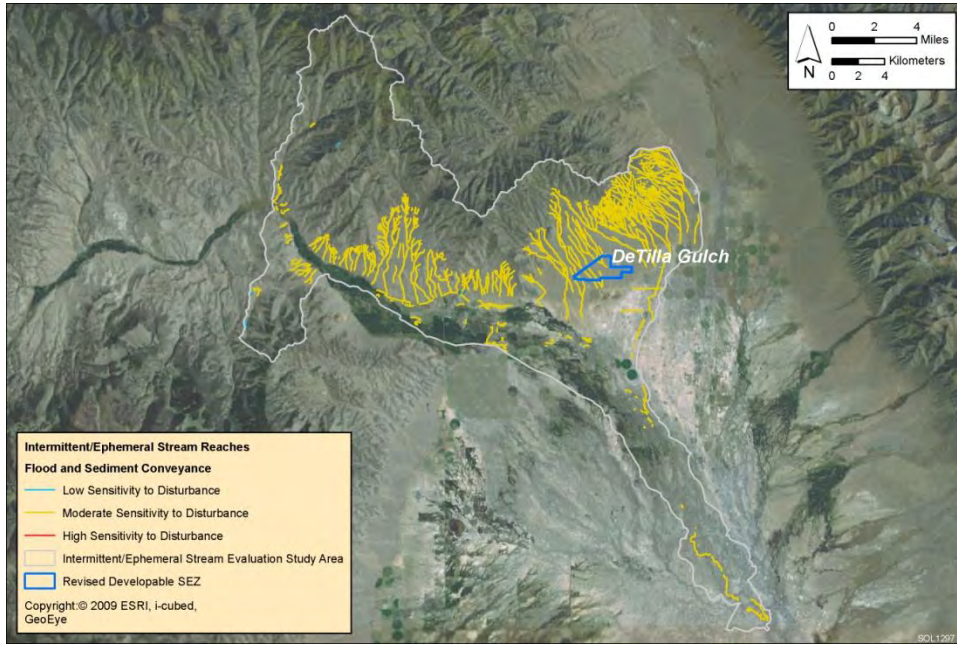 0 2 4
Miles
Kilometers
0 2 4
N
DeTilla Gulch
Intermittent/Ephemeral Stream Reaches
Flood and Sediment Conveyance
Low Sensitivity to Disturbance
Moderate Sensitivity to Disturbance
High Sensitivity to Disturbance
Intermittent/Ephemeral Stream Evaluation Study Area
Revised Developable SEZ
Copyright:© 2009 ESRI, i-cubed,
GeoEye
SOL1297